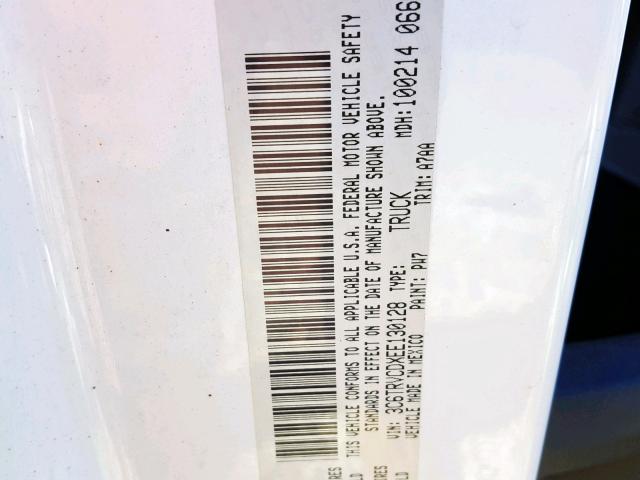 THIS VEHICLE CONFORMS TO ALL APPLICABLE U.S.A. FEDERAL MOTOR VEHICLE SAFETY
STANDARDS IN EFFECT ON THE DATE OF MANUFACTURE SHOWN ABOVE.
VIN: 3C6TRVCDXEE130128 TYPE: TRUCK MDH:100214 066
VEHICLE MADE IN MEXICO PAINT: PW7 TRIM: A7AA